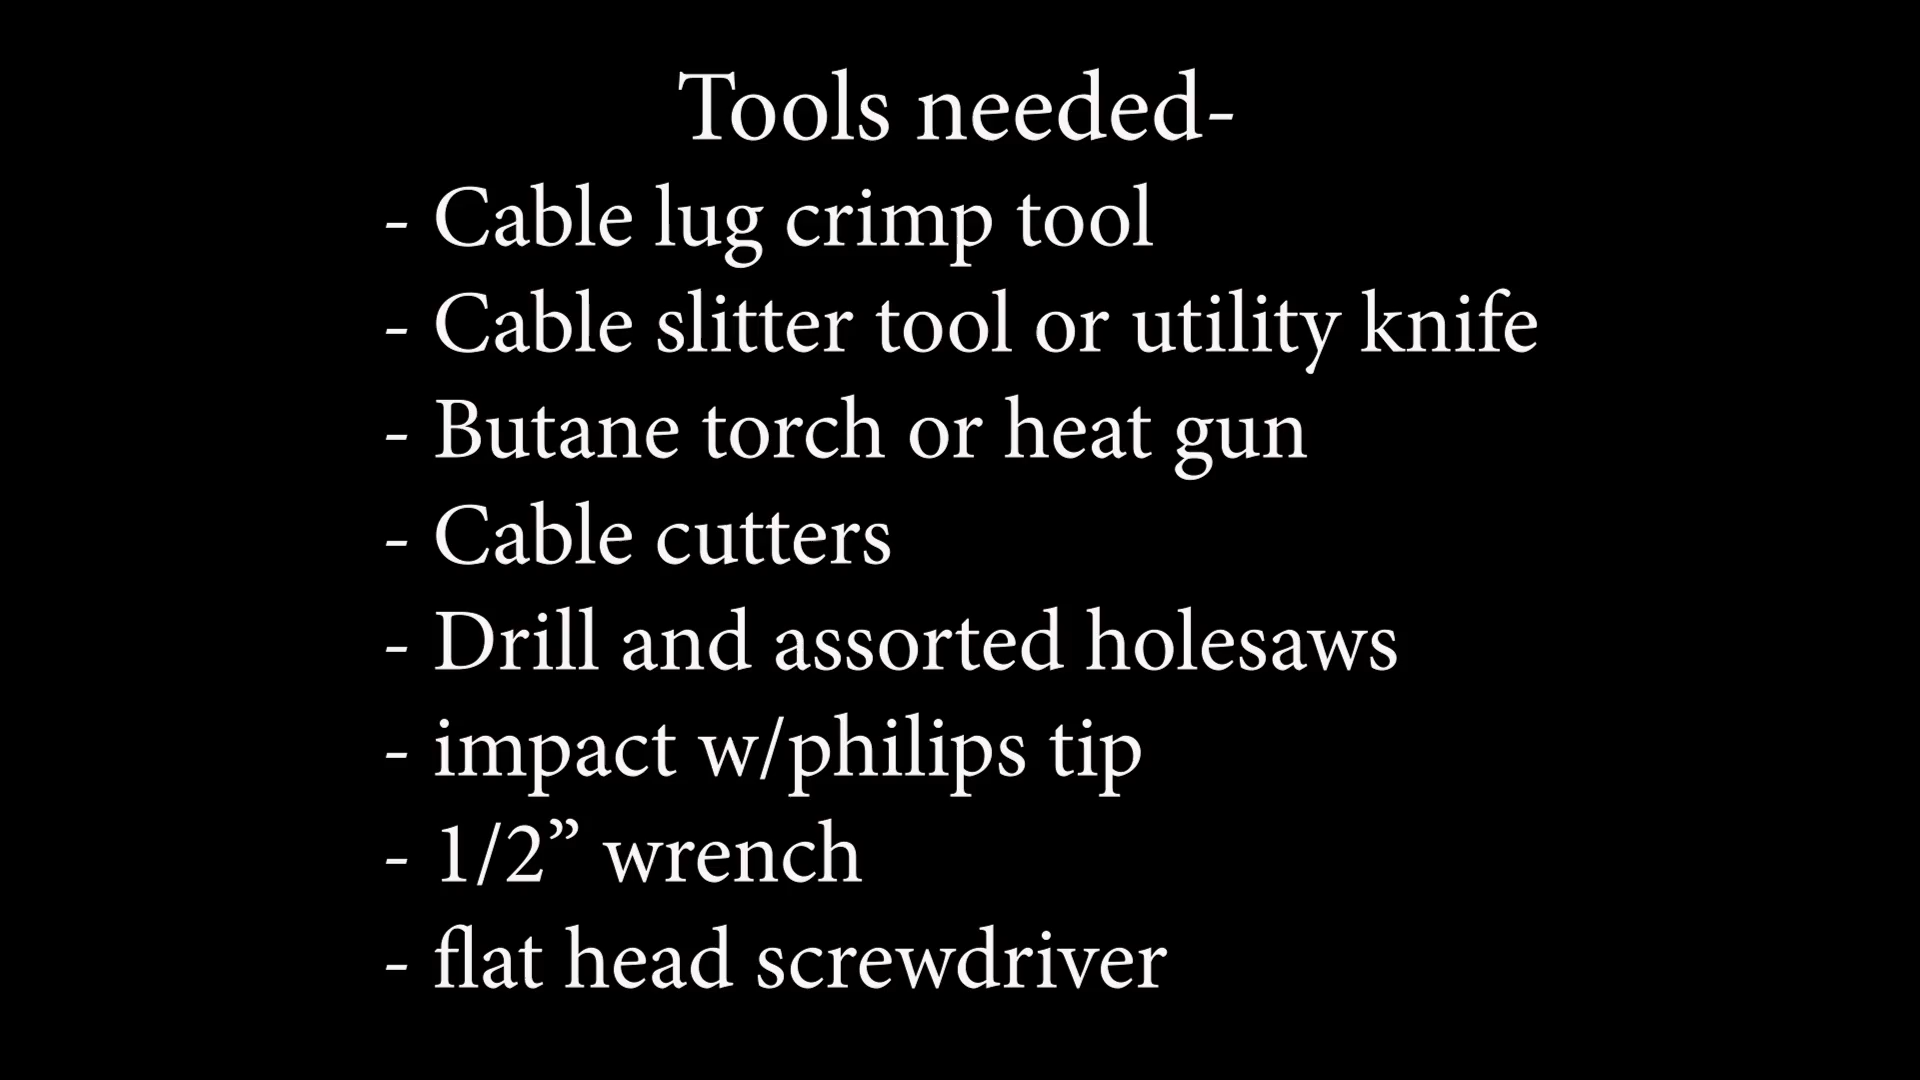 Tools needed-
- Cable lug crimp tool
- Cable slitter tool or utility knife
- Butane torch or heat gun
- Cable cutters
- Drill and assorted holesaws
- impact w/philips tip
- 1/2” wrench
- flat head screwdriver